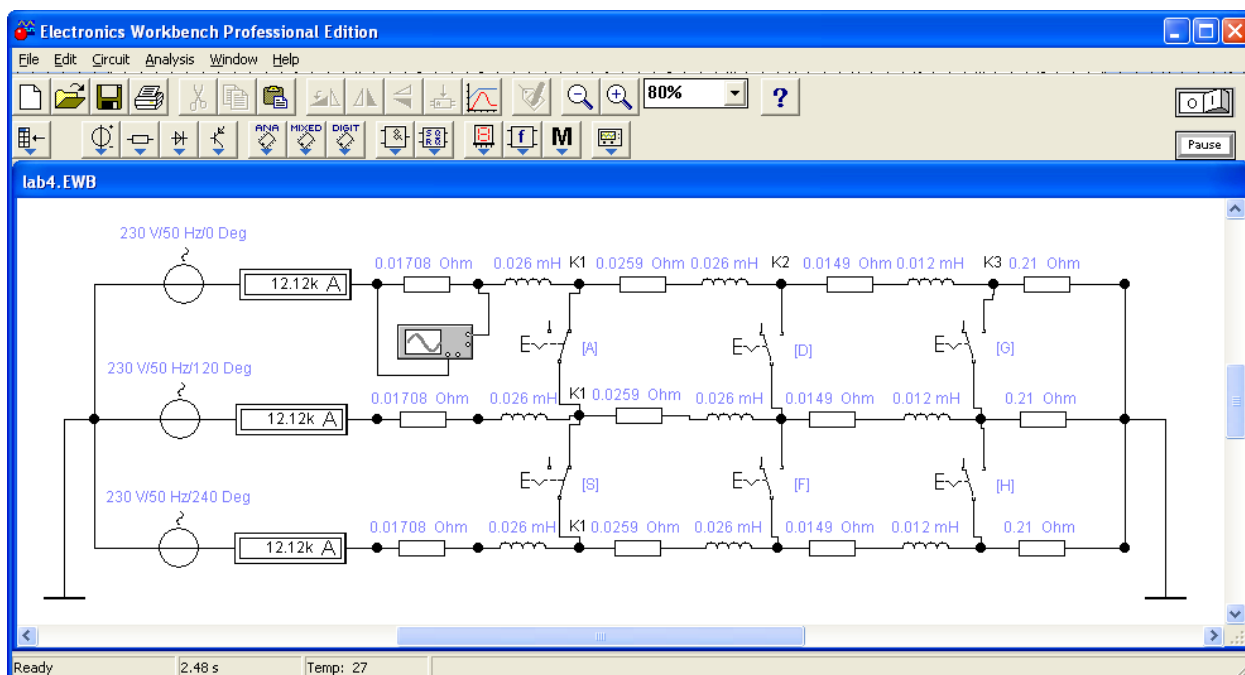 Electronics Workbench Professional Edition
File Edit Circuit Analysis Window Help
80% ?
ANA MIXED DIGIT
& f M
Pause
lab4.EWB
230 V/50 Hz/0 Deg
0.01708 Ohm 0.026 mH K1 0.0259 Ohm 0.026 mH K2 0.0149 Ohm 0.012 mH K3 0.21 Ohm
12.12k A
[A] [D] [G]
230 V/50 Hz/120 Deg
0.01708 Ohm 0.026 mH K1 0.0259 Ohm 0.026 mH 0.0149 Ohm 0.012 mH 0.21 Ohm
12.12k A
[S] [F] [H]
230 V/50 Hz/240 Deg
0.01708 Ohm 0.026 mH K1 0.0259 Ohm 0.026 mH 0.0149 Ohm 0.012 mH 0.21 Ohm
12.12k A
Ready 2.48 s Temp: 27